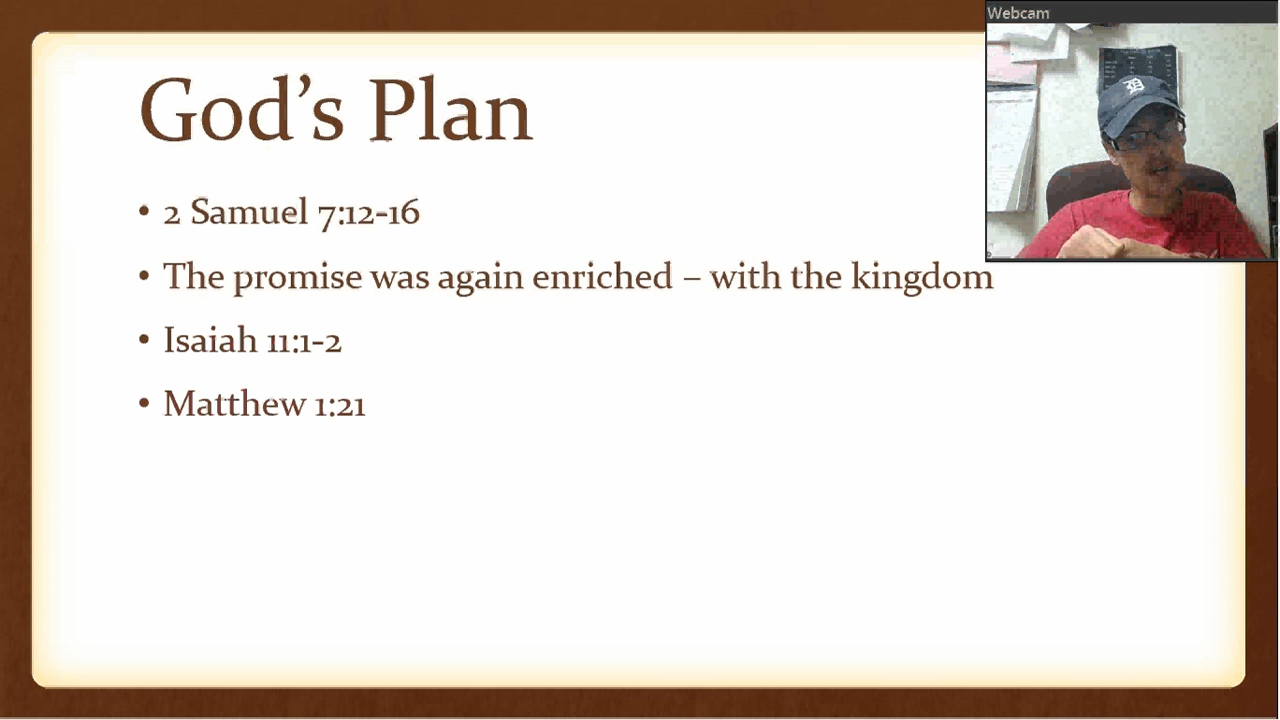 Webcam
God's Plan
• 2 Samuel 7:12-16
• The promise was again enriched – with the kingdom
• Isaiah 11:1-2
• Matthew 1:21